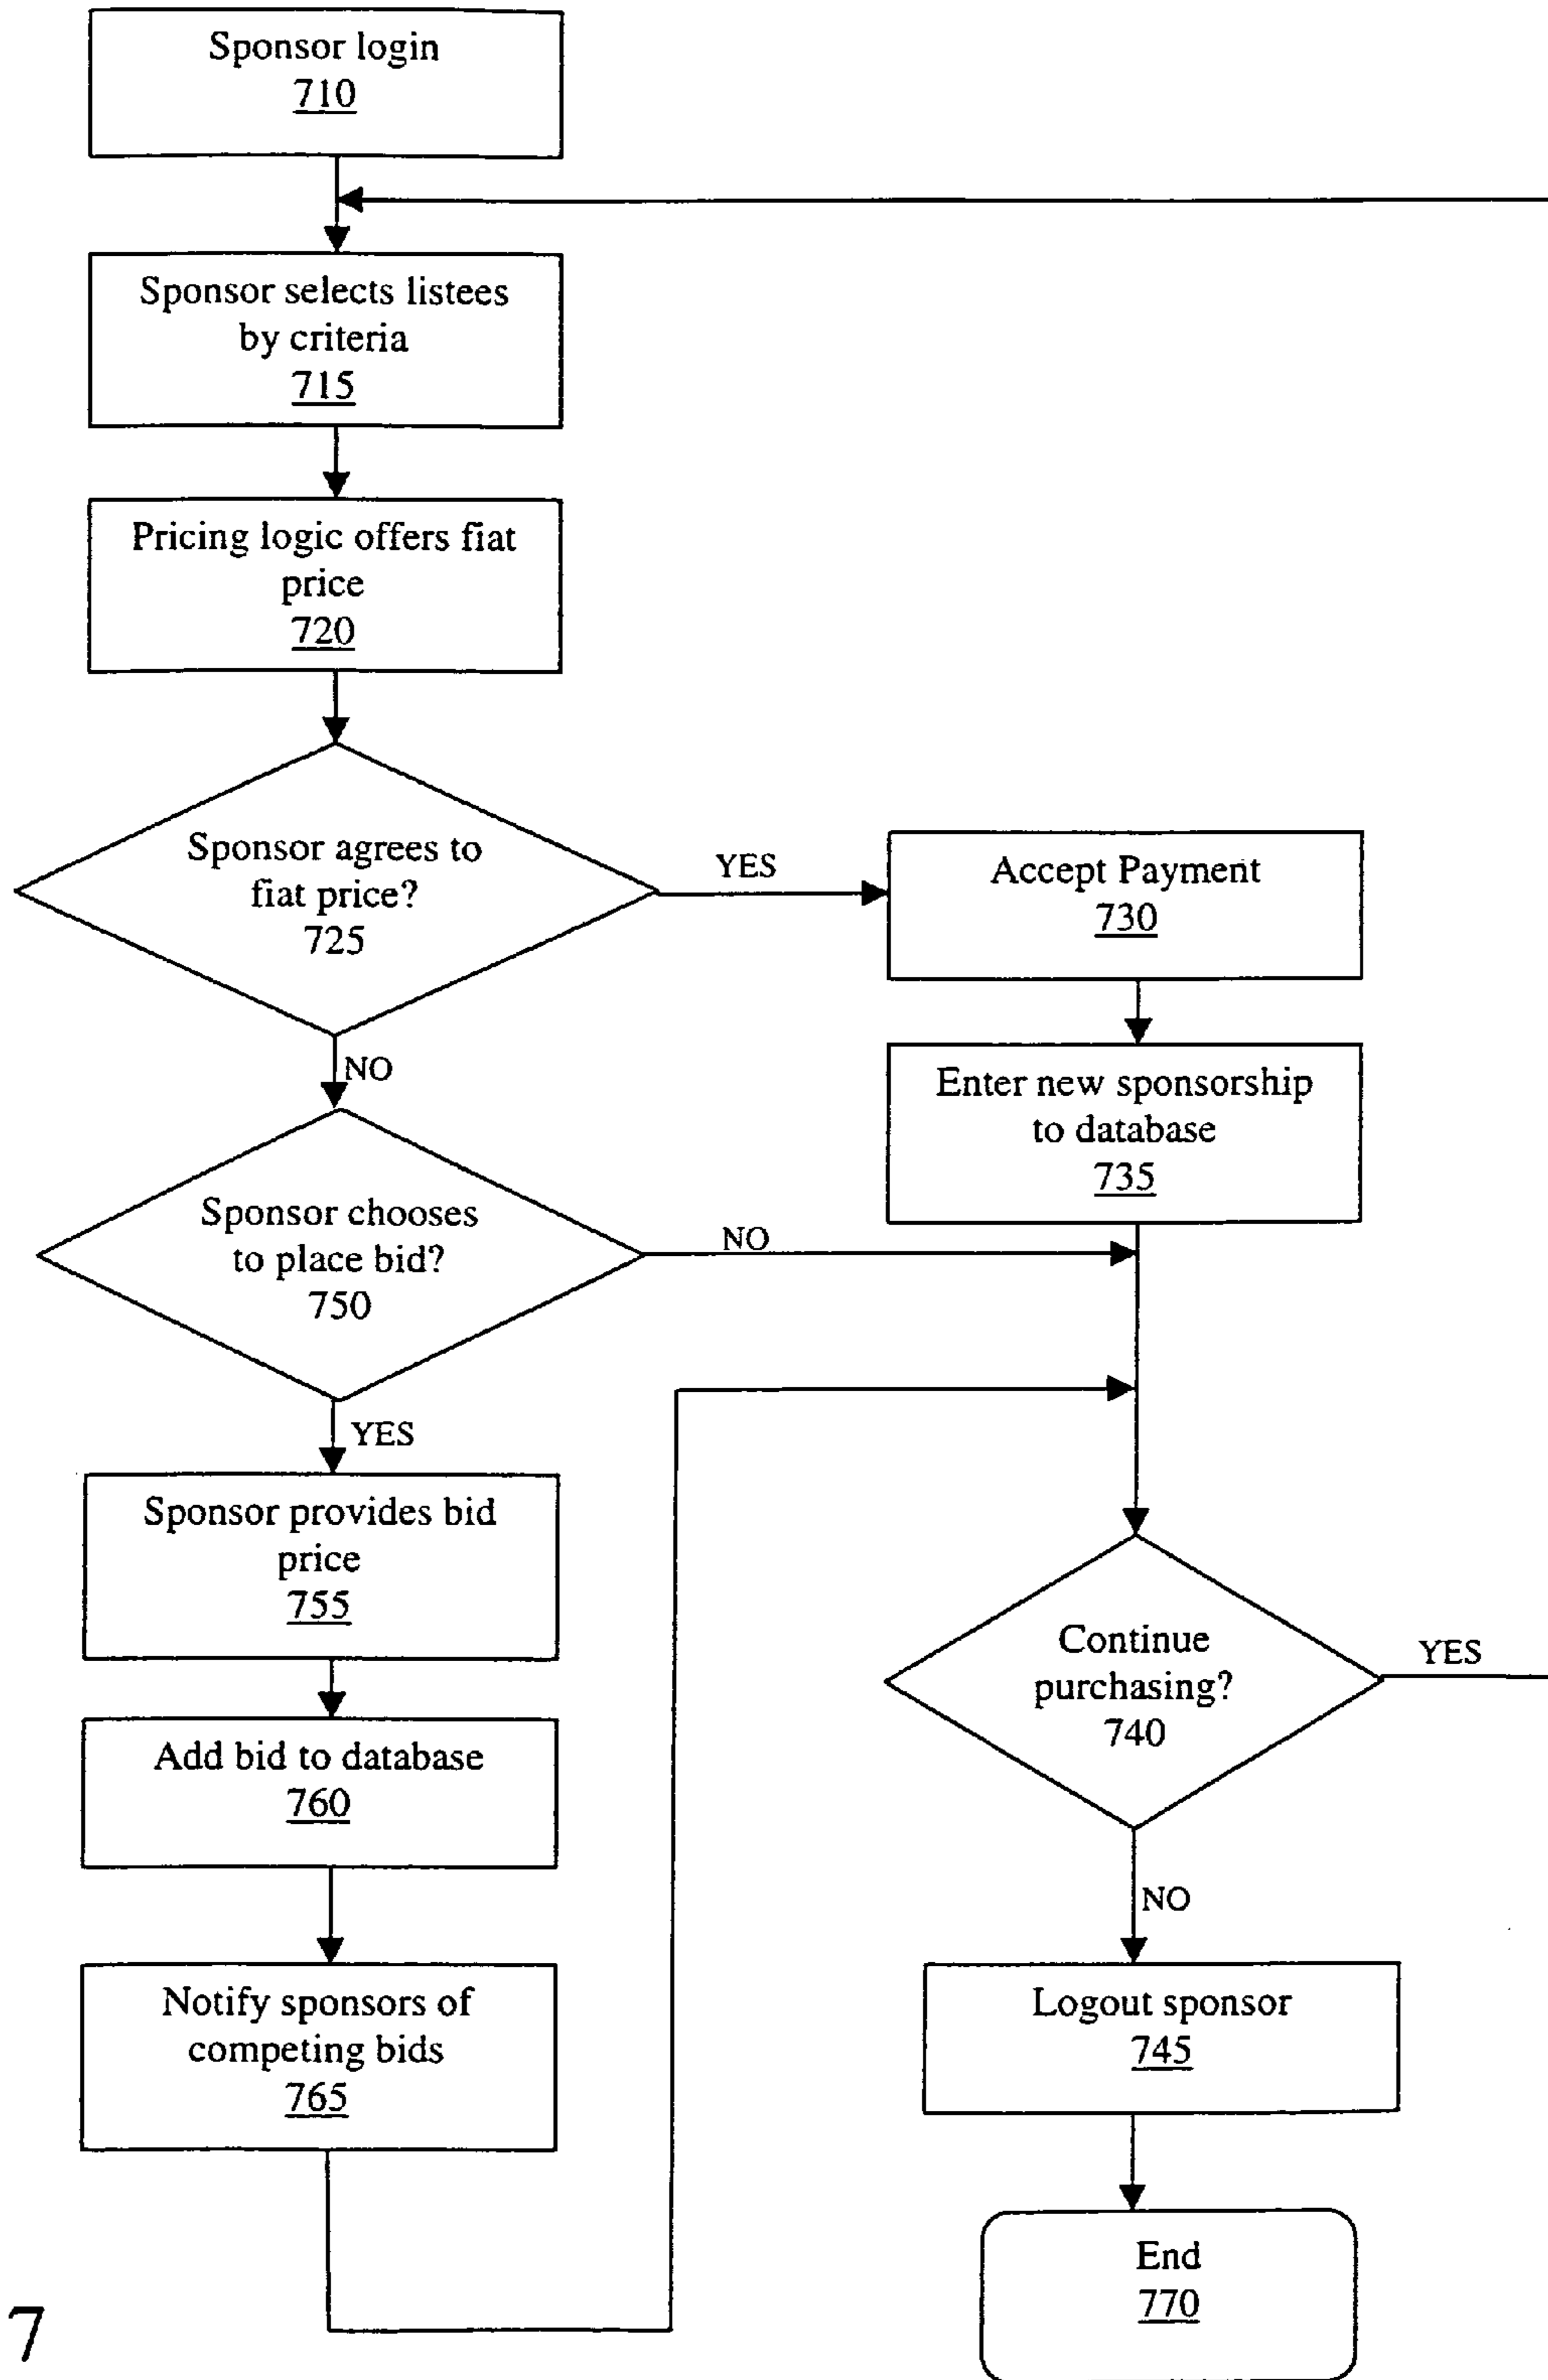 Sponsor login
710
Sponsor selects listees
by criteria
715
Pricing logic offers fiat
price
720
Sponsor agrees to
fiat price?
725
YES
NO
Accept Payment
730
Enter new sponsorship
to database
735
Sponsor chooses
to place bid?
750
NO
YES
Sponsor provides bid
price
755
Add bid to database
760
Notify sponsors of
competing bids
765
Continue
purchasing?
740
YES
NO
Logout sponsor
745
End
770
7